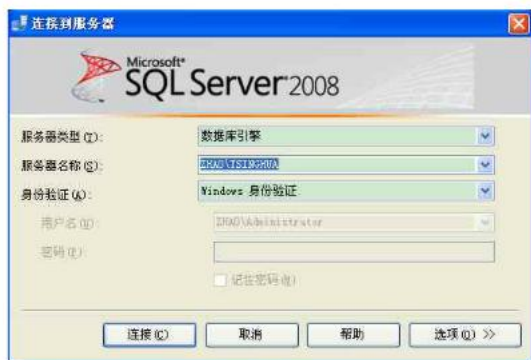 连接到服务器
Microsoft®
SQL Server 2008
服务器类型(T): 数据库引擎
服务器名称(S): ZHAO\TSINGHUA
身份验证(A): Windows 身份验证
用户名(U): ZHAO\Administrator
密码(P):
记住密码(M)
连接(C) 取消 帮助 选项(O) >>